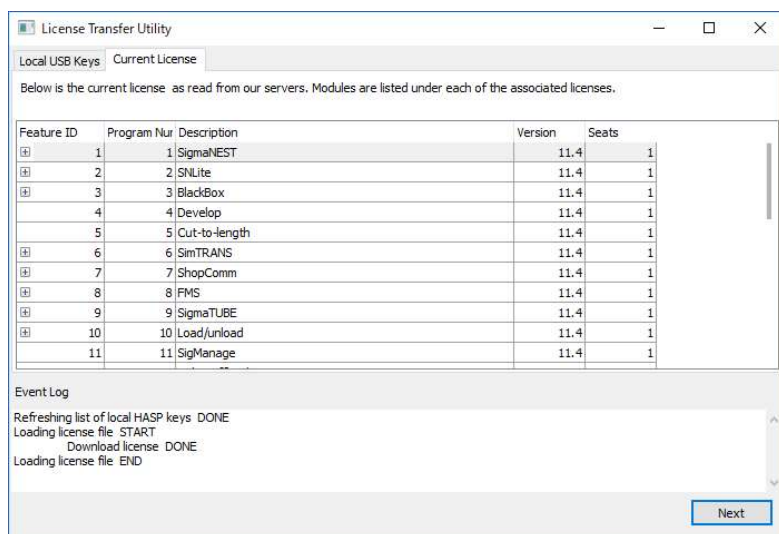 License Transfer Utility
Local USB Keys Current License
Below is the current license as read from our servers. Modules are listed under each of the associated licenses.
Feature ID Program Nur Description Version Seats
1 1 SigmaNEST 11.4 1
2 2 SNLite 11.4 1
3 3 BlackBox 11.4 1
4 4 Develop 11.4 1
5 5 Cut-to-length 11.4 1
6 6 SimTRANS 11.4 1
7 7 ShopComm 11.4 1
8 8 FMS 11.4 1
9 9 SigmaTUBE 11.4 1
10 10 Load/unload 11.4 1
11 11 SigManage 11.4 1
Event Log
Refreshing list of local HASP keys DONE
Loading license file START
Download license DONE
Loading license file END
Next